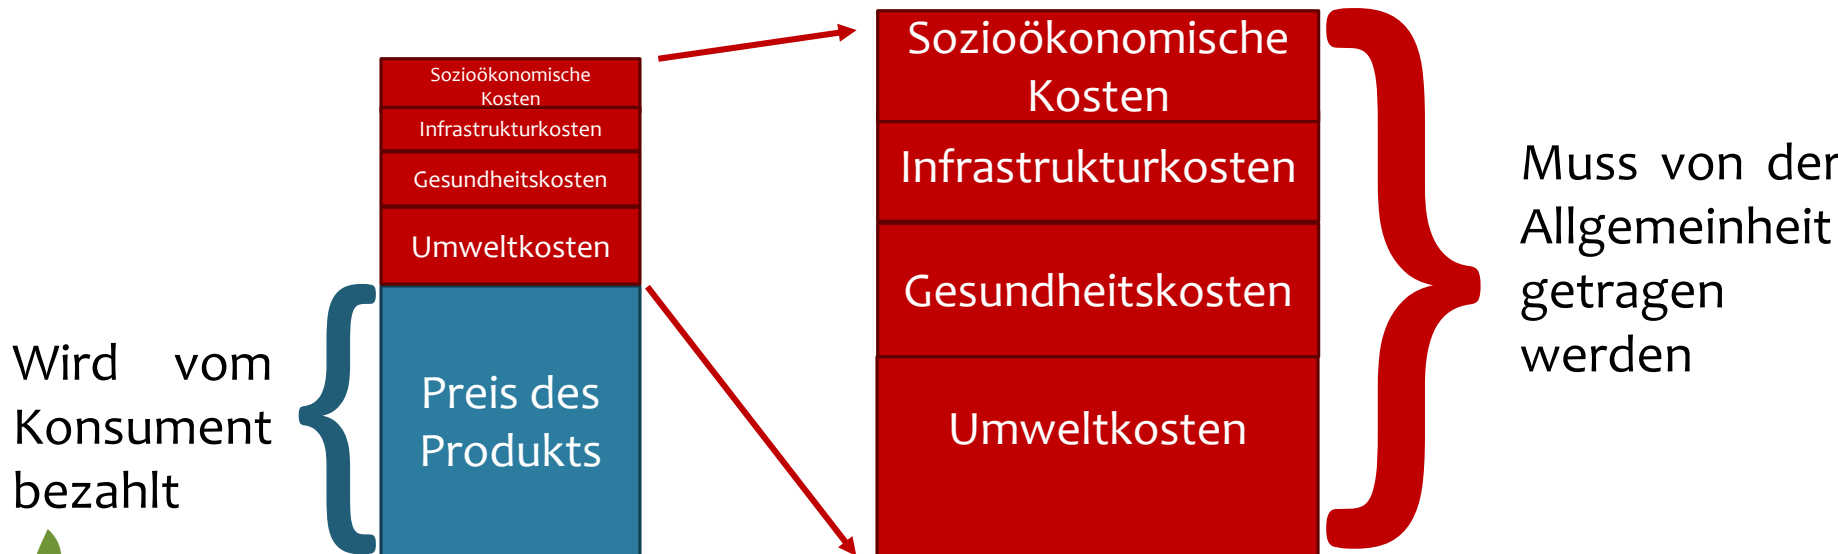 Sozioökonomische
Kosten
Infrastrukturkosten
Gesundheitskosten
Umweltkosten
Preis des
Produkts
Wird vom
Konsument
bezahlt
Sozioökonomische
Kosten
Infrastrukturkosten
Gesundheitskosten
Umweltkosten
Muss von der
Allgemeinheit
getragen
werden